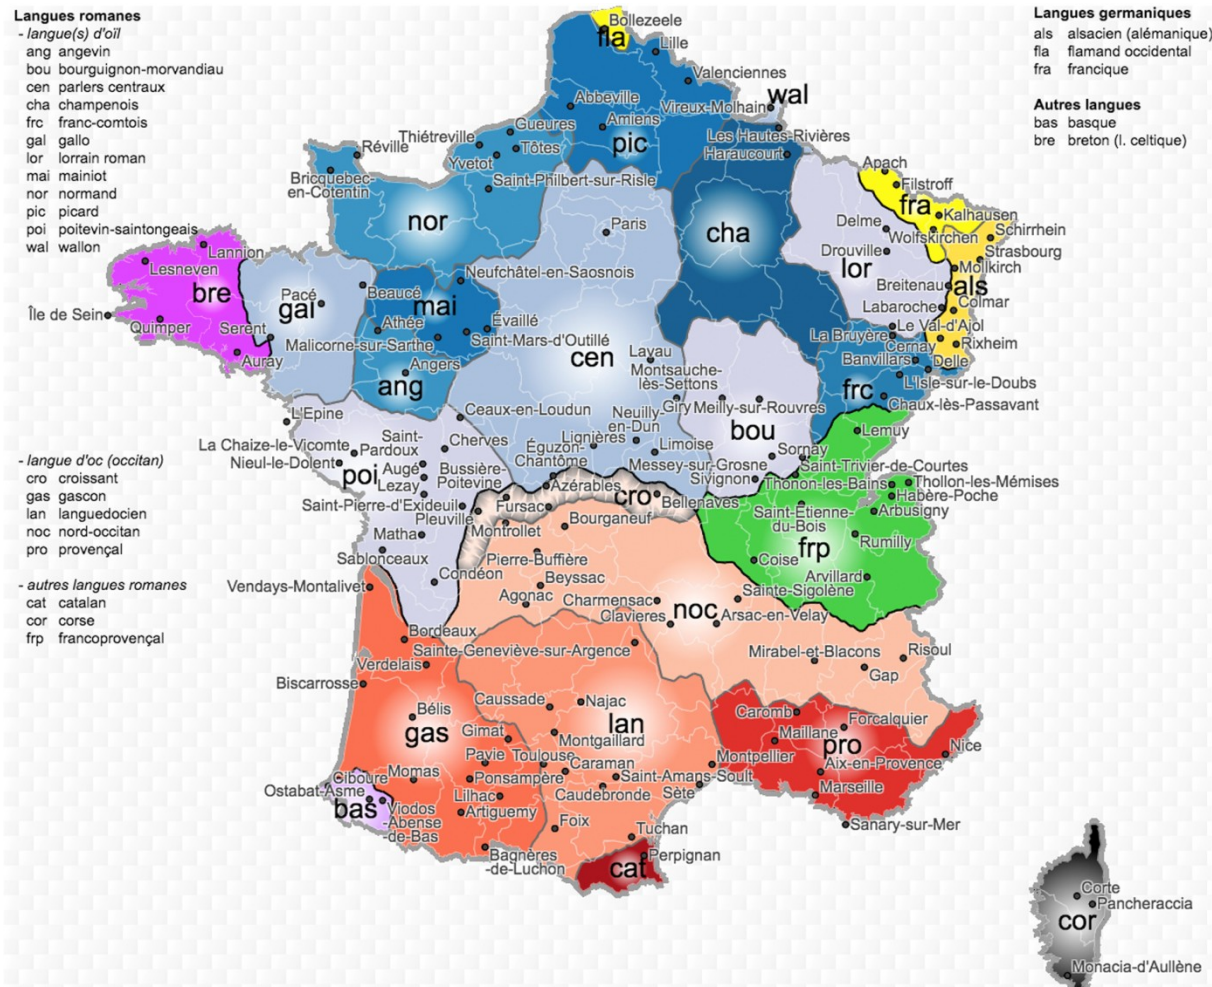 Langues romanes
- langue(s) d'oïl
ang angevin
bou bourguignon-morvandiau
cen parlers centraux
cha champenois
frc franc-comtois
gal gallo
lor lorrain roman
mai mainiot
nor normand
pic picard
poi poitevin-saintongeais
wal wallon
- langue d'oc (occitan)
cro croissant
gas gascon
lan languedocien
noc nord-occitan
pro provençal
- autres langues romanes
cat catalan
cor corse
frp francoprovençal
Langues germaniques
als alsacien (alémanique)
fla flamand occidental
fra francique
Autres langues
bas basque
bre breton (l. celtique)
Bollezeele
fla
Lille
Valenciennes
wal
Abbeville
Vireux-Molhain
Amiens
Les Hautes-Rivières
pic
Haraucourt
Gueures
Thiétreville
Tôtes
Yvetot
Réville
Bricquebec-
en-Cotentin
Saint-Philbert-sur-Risle
nor
Paris
cha
Apach
Filstroff
fra
Kalhausen
Delme
Wolfskirchen
Schirrhein
Drouville
Strasbourg
lor
Mollkirch
Breitenau
als
Labaroche
Colmar
Le Val-d'Ajol
La Bruyère
Cernay
Rixheim
Banvillars
Delle
L'Isle-sur-le-Doubs
frc
Chaux-lès-Passavant
Lannion
Lesneven
bre
Île de Sein
Quimper
Serent
Auray
Pacé
gal
Beaucé
Neufchâtel-en-Saosnois
mai
Athée
Évaillé
Malicorne-sur-Sarthe
Saint-Mars-d'Outillé
Angers
ang
cen
Lavau
Montsauche-
lès-Settons
Giry
Meilly-sur-Rouvres
bou
Ceaux-en-Loudun
Neuilly-
en-Dun
Lignières
Limoise
Éguzon-
Chantôme
Messey-sur-Grosne
Sivignon
Sornay
Lemuy
L'Epine
La Chaize-le-Vicomte
Saint-
Pardoux
Cherves
Nieul-le-Dolent
poi
Augé
Lezay
Bussière-
Poitevine
Saint-Pierre-d'Exideuil
Pleuville
Matha
Sablonceaux
Condéon
Azérables
cro
Bellenaves
Fursac
Montrollet
Bourganeuf
Saint-Trivier-de-Courtes
Thonon-les-Bains
Thollon-les-Mémises
Habère-Poche
Saint-Étienne-
du-Bois
Arbusigny
frp
Rumilly
Coise
Arvillard
Sainte-Sigolène
Pierre-Buffière
Beyssac
Agonac
Charmensac
noc
Clavieres
Arsac-en-Velay
Mirabel-et-Blacons
Risoul
Gap
Vendays-Montalivet
Bordeaux
Sainte-Geneviève-sur-Argence
Verdelais
Biscarrosse
Bélis
gas
Gimat
Caussade
Najac
lan
Montgaillard
Pavie
Toulouse
Momas
Ponsampère
Caraman
Saint-Amans-Soult
Caudebronde
Lilhac
Artiguemy
Ciboure
Ostabat-Asme
bas
Viodos
-Abense
-de-Bas
Bagnères
-de-Luchon
Foix
Tuchan
cat
Perpignan
Sète
Montpellier
Caromb
Forcalquier
Maillane
pro
Nice
Aix-en-Provence
Marseille
Sanary-sur-Mer
Corte
Pancheraccia
cor
Monacia-d'Aullène